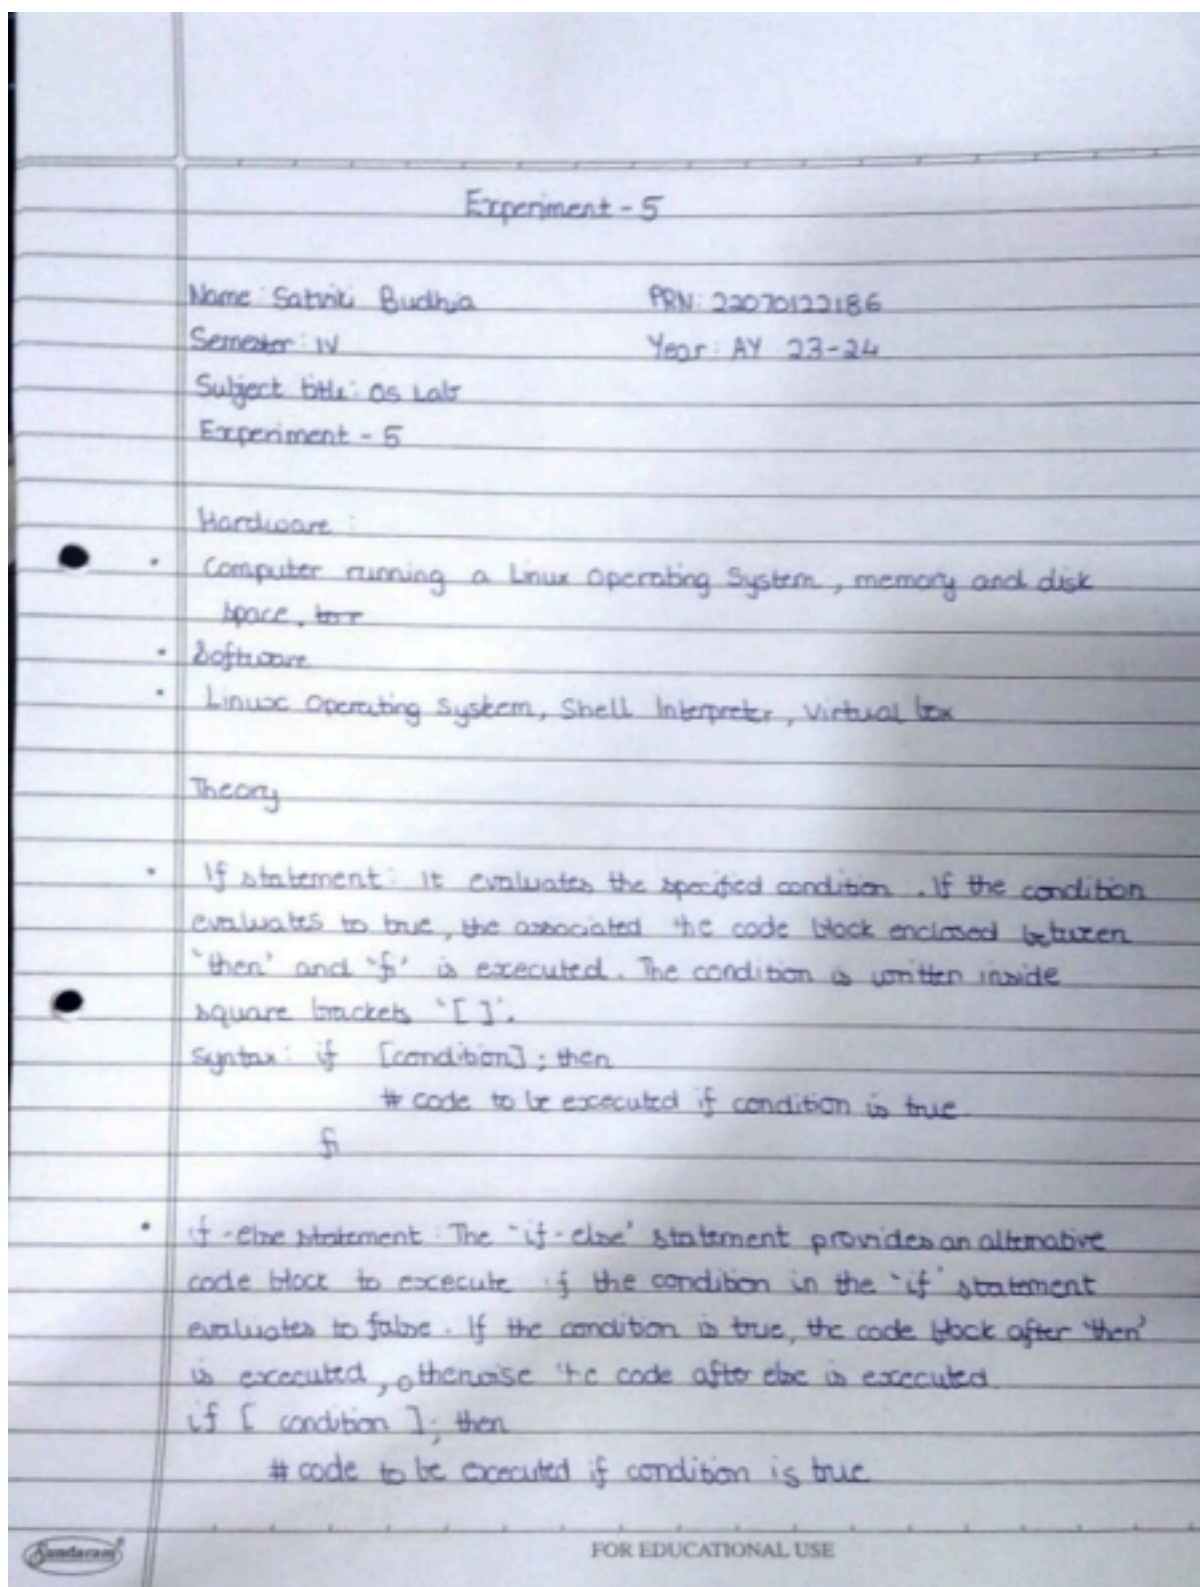 Experiment - 5
Name: Satviki Budhia PRN: 22070122186
Semester: IV Year: AY 23-24
Subject title: OS Lab
Experiment - 5
Hardware:
• Computer running a Linux Operating System, memory and disk
space.
• Software
• Linux Operating System, Shell Interpreter, Virtual box
Theory
• If statement: It evaluates the specified condition. If the condition
evaluates to true, the associated the code block enclosed between
'then' and 'fi' is executed. The condition is written inside
square brackets '[ ]'.
Syntax: if [condition]; then
# code to be executed if condition is true
fi
• if-else statement: The 'if-else' statement provides an alternative
code block to execute if the condition in the 'if' statement
evaluates to false. If the condition is true, the code block after 'then'
is executed, otherwise the code after else is executed.
if [ condition ]; then
# code to be executed if condition is true
Sundaram
FOR EDUCATIONAL USE